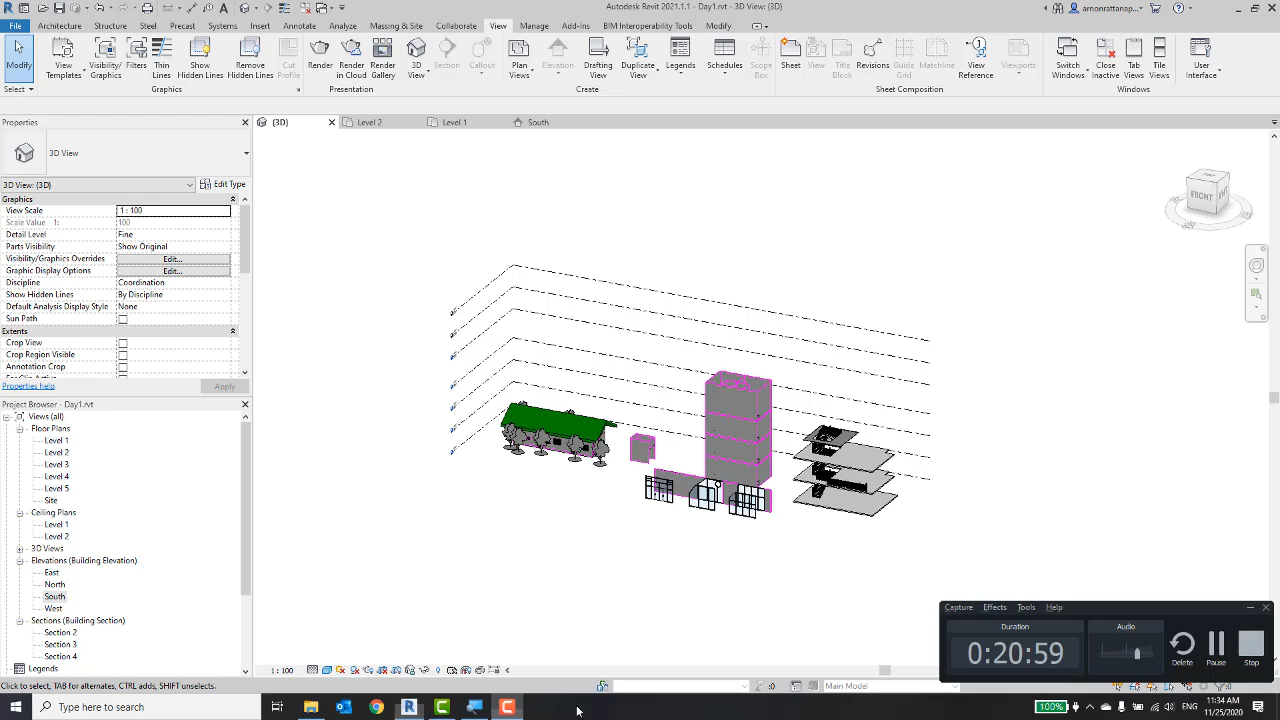 Autodesk Revit 2021.1.1 - Day1.rvt - 3D View: {3D}
arnonrattanap...
File Architecture Structure Steel Precast Systems Insert Annotate Analyze Massing & Site Collaborate View Manage Add-Ins BIM Interoperability Tools Modify
Modify
View Templates
Visibility/ Graphics
Filters
Thin Lines
Show Hidden Lines
Remove Hidden Lines
Cut Profile
Render
Render in Cloud
Render Gallery
3D View
Section
Callout
Plan Views
Elevation
Drafting View
Duplicate View
Legends
Schedules
Scope Box
Sheet
View
Title Block
Revisions
Guide Grid
Matchline
View Reference
Viewports
Switch Windows
Close Inactive
Tab Views
Tile Views
User Interface
Select Graphics Presentation Create Sheet Composition Windows
Properties
{3D} Level 2 Level 1 South
3D View
3D View: {3D} Edit Type
Graphics
View Scale 1 : 100
Scale Value 1: 100
Detail Level Fine
Parts Visibility Show Original
Visibility/Graphics Overrides Edit...
Graphic Display Options Edit...
Discipline Coordination
Show Hidden Lines By Discipline
Default Analysis Display Style None
Sun Path
Extents
Crop View
Crop Region Visible
Annotation Crop
Properties help Apply
Project Browser - Day1.rvt
Views (all)
Floor Plans
Level 1
Level 2
Level 3
Level 4
Level 5
Site
Ceiling Plans
Level 1
Level 2
3D Views
Elevations (Building Elevation)
East
North
South
West
Sections (Building Section)
Section 2
Section 3
Section 4
Legends
FRONT
1 : 100
Click to select, TAB for alternates, CTRL adds, SHIFT unselects.
:0
Main Model
:0
Capture Effects Tools Help
Duration Audio
0:20:59
Delete Pause Stop
Type here to search
100%
ENG
11:34 AM
11/25/2020